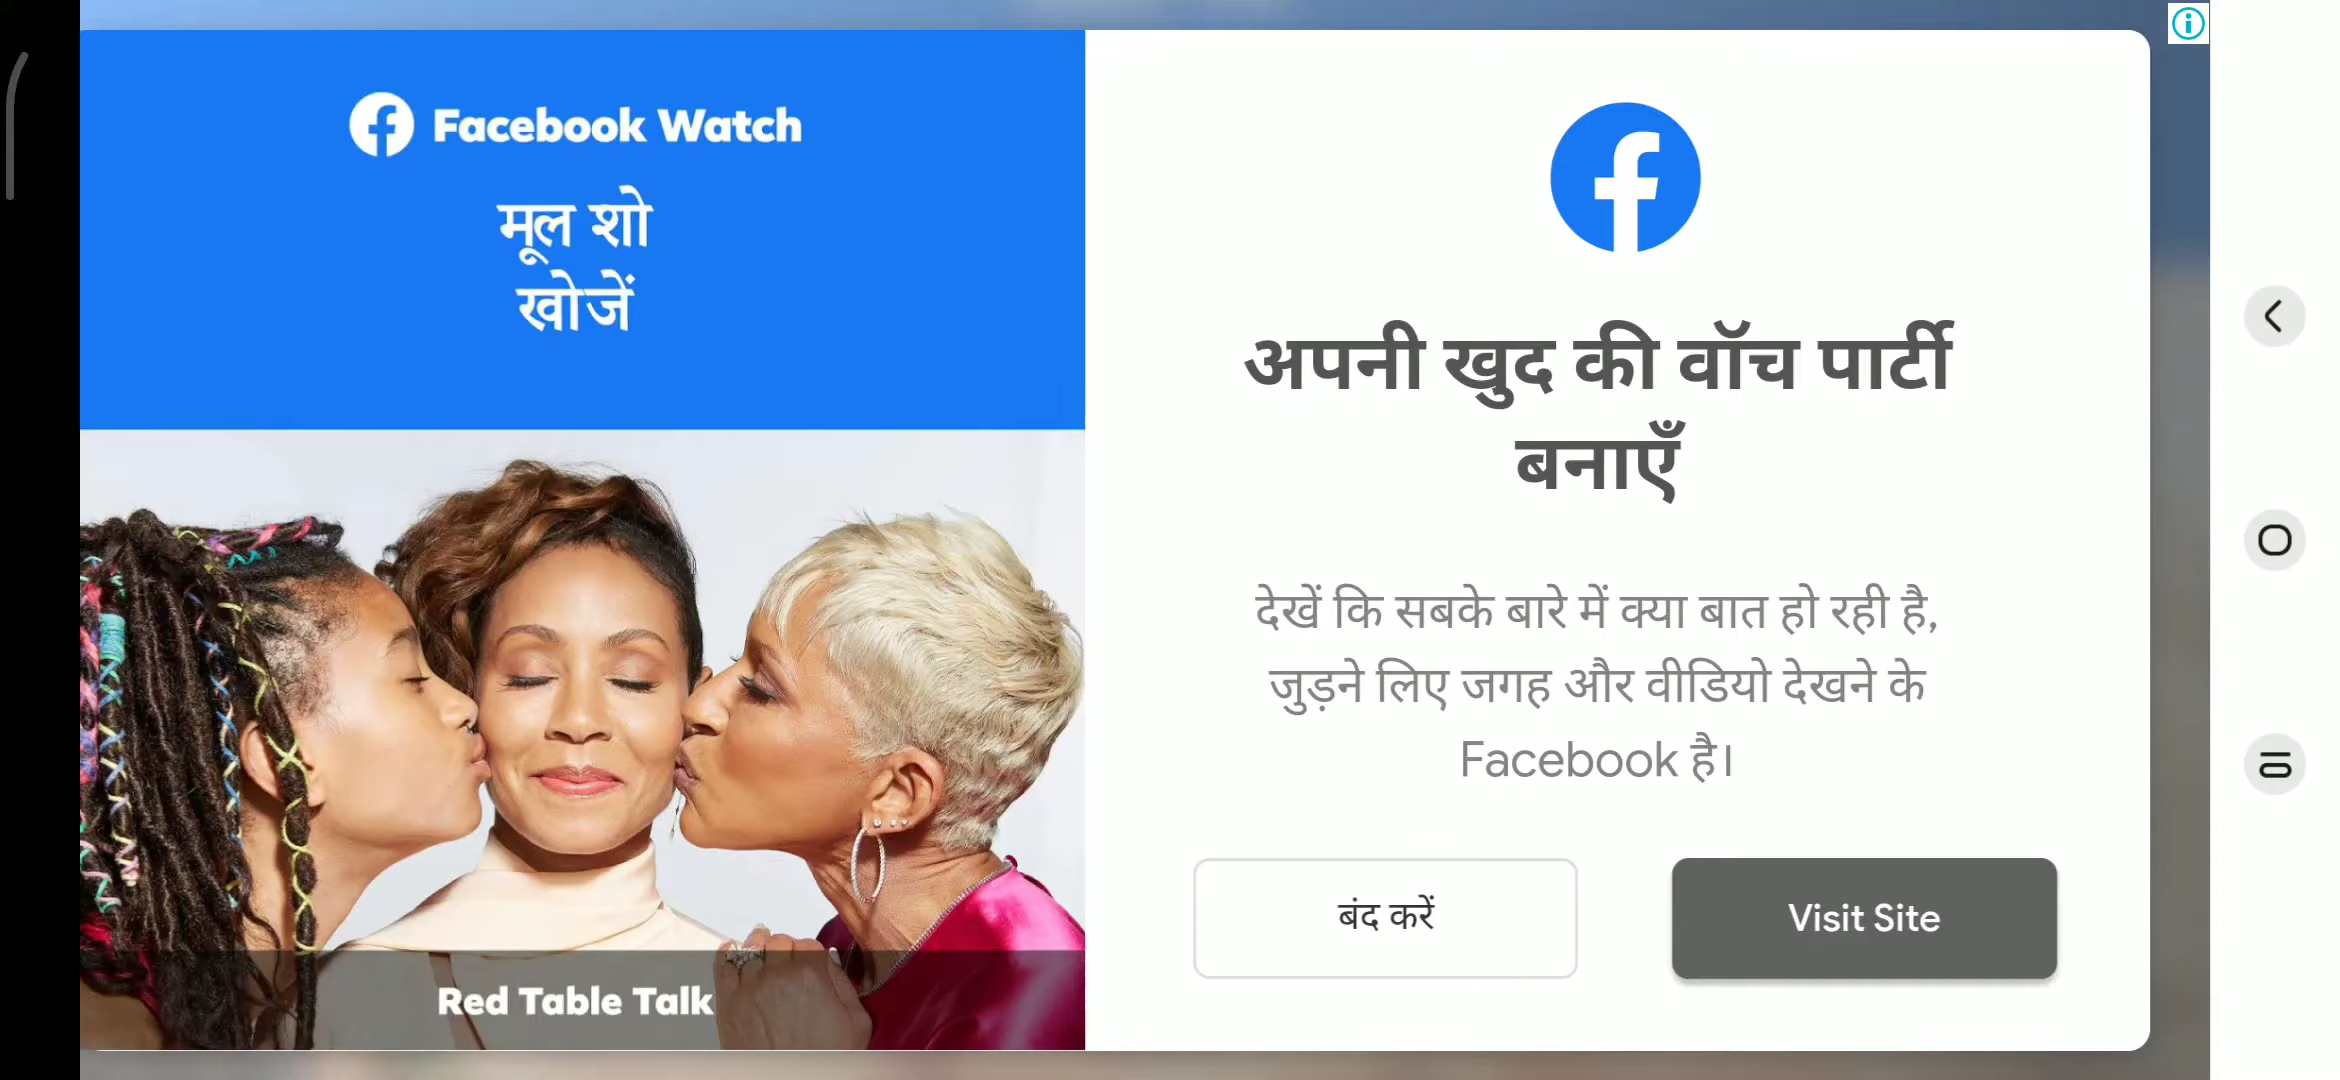 Facebook Watch
मूल शो
खोजें
Red Table Talk
अपनी खुद की वॉच पार्टी
बनाएँ
देखें कि सबके बारे में क्या बात हो रही है,
जुड़ने लिए जगह और वीडियो देखने के
Facebook है।
बंद करें
Visit Site